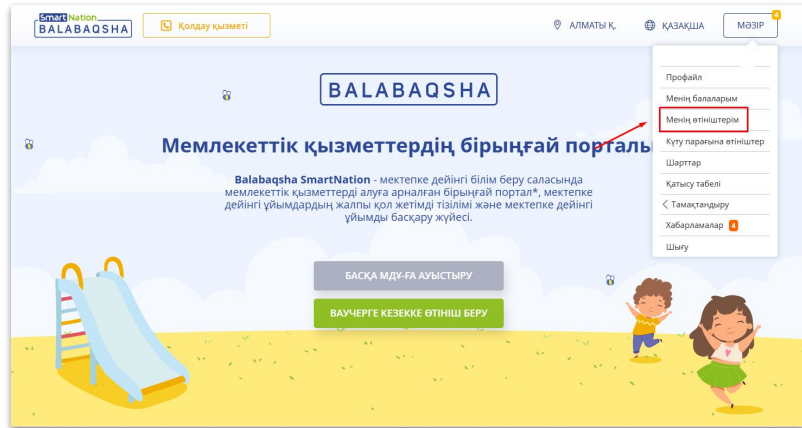 Smart Nation
BALABAQSHA
Қолдау қызметі
АЛМАТЫ Қ.
ҚАЗАҚША
МӘЗІР
4
Профайл
Менің балаларым
Менің өтініштерім
Күту парағына өтініштер
Шарттар
Қатысу табелі
Тамақтандыру
Хабарламалар 4
Шығу
BALABAQSHA
Мемлекеттік қызметтердің бірыңғай порталы
Balabaqsha SmartNation - мектепке дейінгі білім беру саласында
мемлекеттік қызметтерді алуға арналған бірыңғай портал*, мектепке
дейінгі ұйымдардың жалпы қол жетімді тізілімі және мектепке дейінгі
ұйымды басқару жүйесі.
БАСҚА МДҰ-ҒА АУЫСТЫРУ
ВАУЧЕРГЕ КЕЗЕККЕ ӨТІНІШ БЕРУ